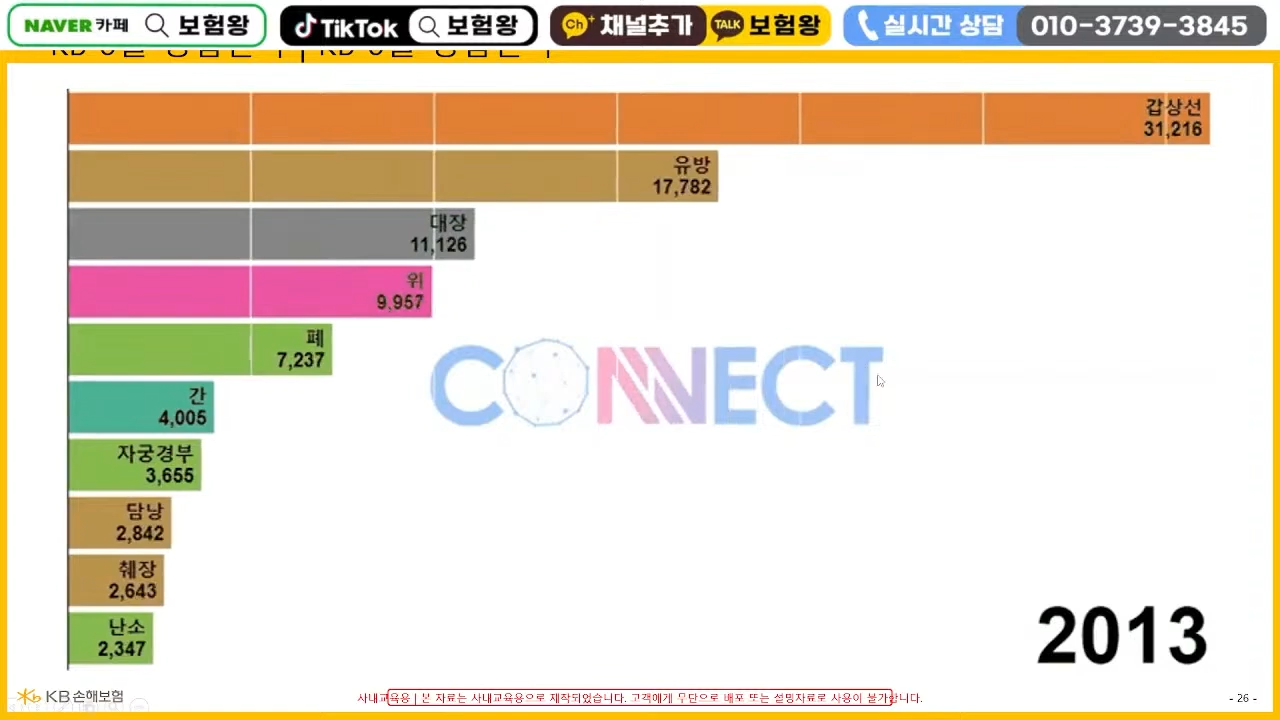 NAVER 카페 보험왕 TikTok 보험왕 Ch+ 채널추가 TALK 보험왕 실시간 상담 010-3739-3845
갑상선
31,216
유방
17,782
대장
11,126
위
9,957
폐
7,237
CONNECT
간
4,005
자궁경부
3,655
담낭
2,842
췌장
2,643
난소
2,347
2013
KB손해보험 사내교육용 | 본 자료는 사내교육용으로 제작되었습니다. 고객에게 무단으로 배포 또는 설명자료로 사용이 불가합니다. - 26 -